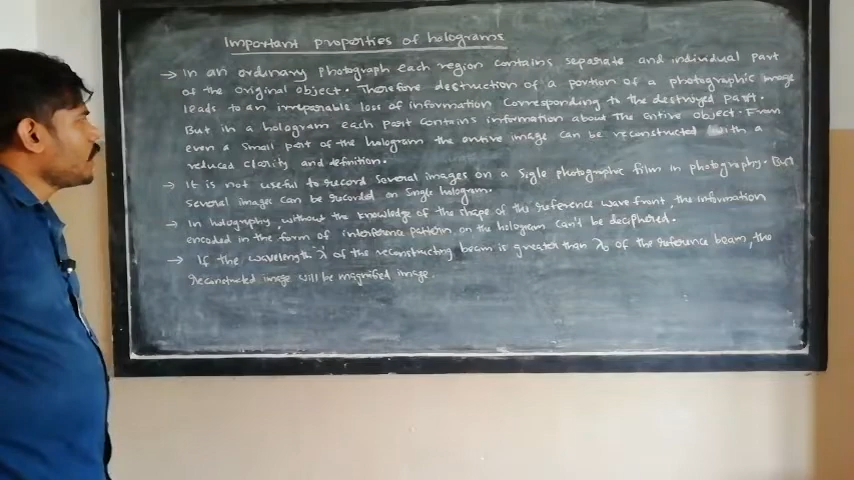 Important properties of holograms
→ In an ordinary photograph each region contains separate and individual part
of the original object. Therefore destruction of a portion of a photographic image
leads to an irreparable loss of information corresponding to the destroyed part.
But in a hologram each part contains information about the entire object. From
even a small part of the hologram the entire image can be reconstructed with a
reduced clarity and definition.
→ It is not useful to record several images on a sigle photographic film in photography. But
several images can be recorded on single hologram.
→ In holography, without the knowledge of the shape of the reference wave front, the information
encoded in the form of interference pattern on the hologram can't be deciphered.
→ If the wavelength λ of the reconstructing beam is greater than λ₀ of the reference beam, the
reconstructed image will be magnified image.